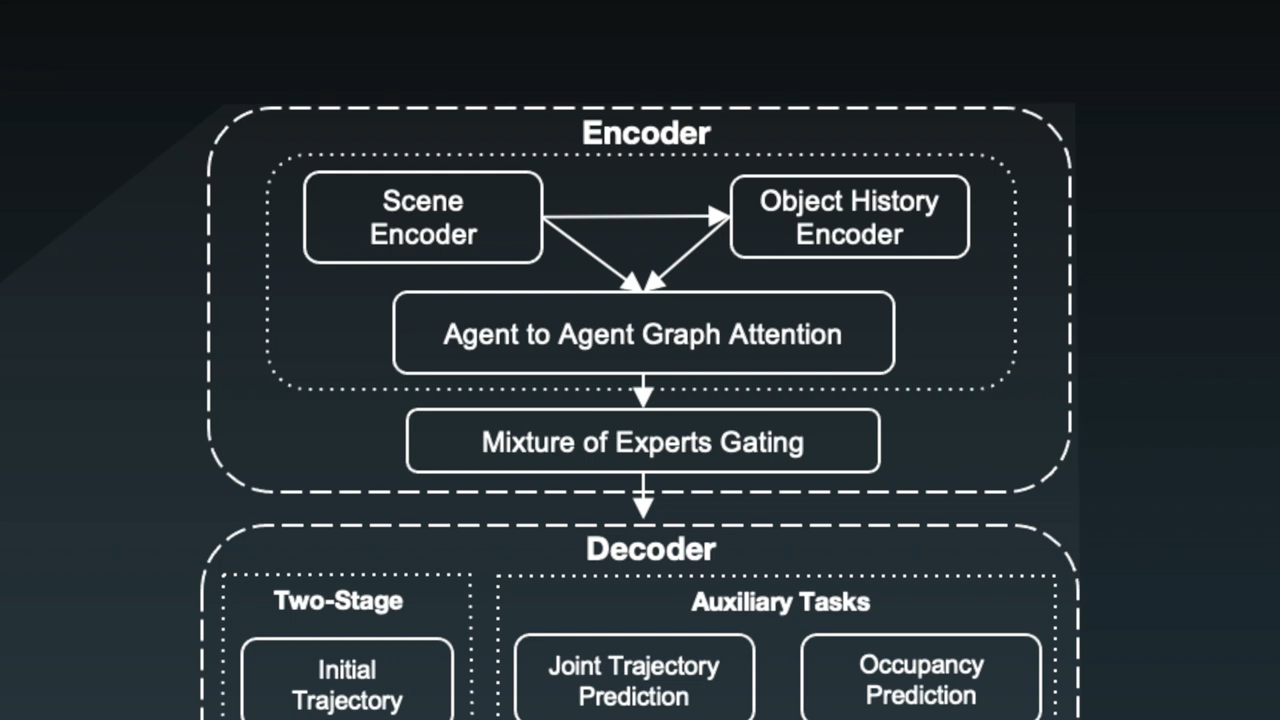 Encoder
Scene
Encoder
Object History
Encoder
Agent to Agent Graph Attention
Mixture of Experts Gating
Decoder
Two-Stage
Auxiliary Tasks
Initial
Trajectory
Joint Trajectory
Prediction
Occupancy
Prediction